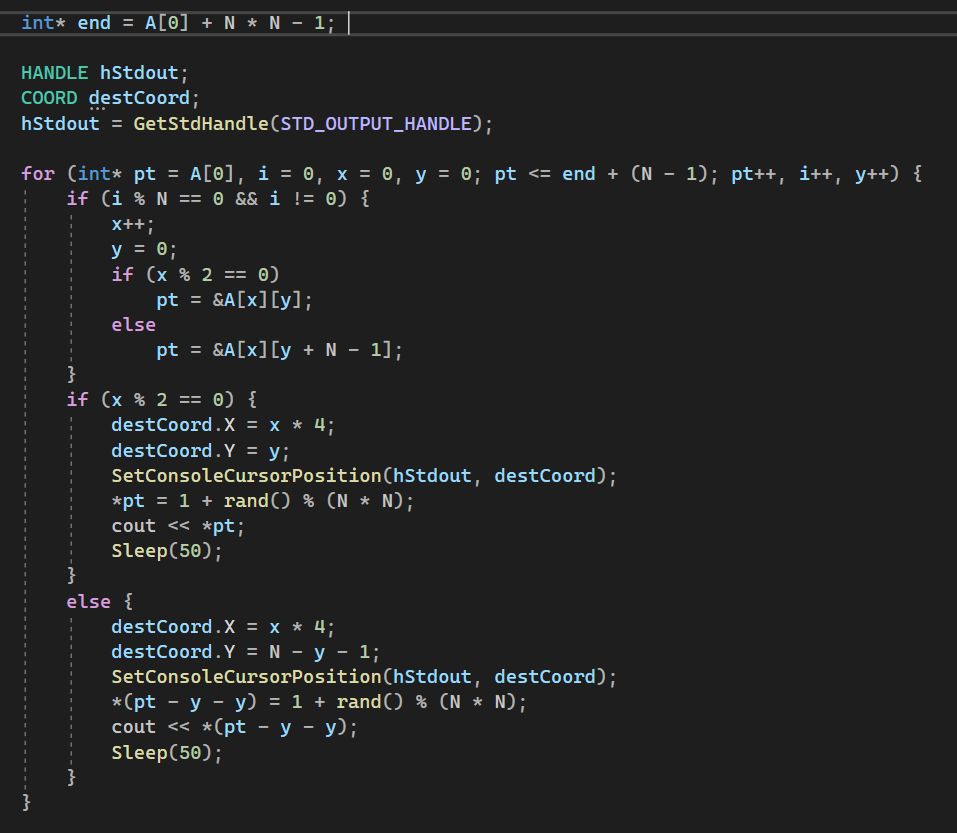 int* end = A[0] + N * N - 1;
HANDLE hStdout;
COORD destCoord;
hStdout = GetStdHandle(STD_OUTPUT_HANDLE);
for (int* pt = A[0], i = 0, x = 0, y = 0; pt <= end + (N - 1); pt++, i++, y++) {
if (i % N == 0 && i != 0) {
x++;
y = 0;
if (x % 2 == 0)
pt = &A[x][y];
else
pt = &A[x][y + N - 1];
}
if (x % 2 == 0) {
destCoord.X = x * 4;
destCoord.Y = y;
SetConsoleCursorPosition(hStdout, destCoord);
*pt = 1 + rand() % (N * N);
cout << *pt;
Sleep(50);
}
else {
destCoord.X = x * 4;
destCoord.Y = N - y - 1;
SetConsoleCursorPosition(hStdout, destCoord);
*(pt - y - y) = 1 + rand() % (N * N);
cout << *(pt - y - y);
Sleep(50);
}
}